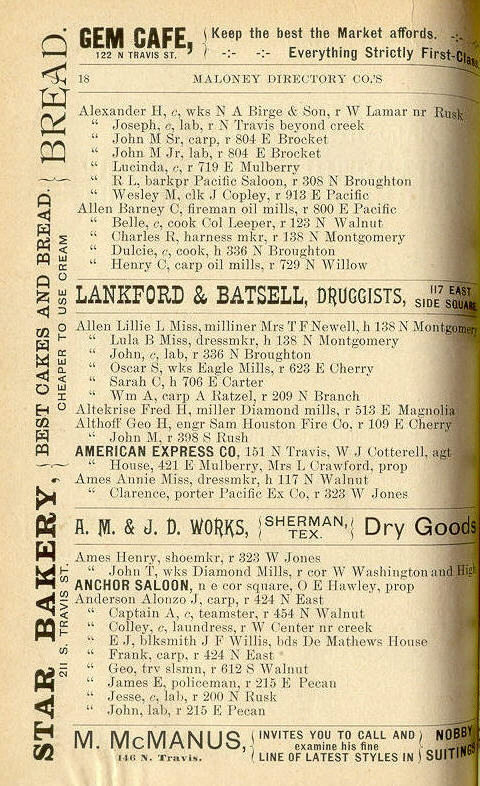 GEM CAFE, Keep the best the Market affords. -:-
122 N TRAVIS ST. -:- -:- Everything Strictly First-Class
18 MALONEY DIRECTORY CO.'S
Alexander H, c, wks N A Birge & Son, r W Lamar nr Rusk
“ Joseph, c, lab, r N Travis beyond creek
“ John M Sr, carp, r 804 E Brocket
“ John M Jr, lab, r 804 E Brocket
“ Lucinda, c, r 719 E Mulberry
“ R L, barkpr Pacific Saloon, r 308 N Broughton
“ Wesley M, clk J Copley, r 913 E Pacific
Allen Barney C, fireman oil mills, r 800 E Pacific
“ Belle, c, cook Col Leeper, r 123 N Walnut
“ Charles R, harness mkr, r 138 N Montgomery
“ Dulcie, c, cook, h 336 N Broughton
“ Henry C, carp oil mills, r 729 N Willow
LANKFORD & BATSELL, DRUGGISTS, 117 EAST SIDE SQUARE
Allen Lillie L Miss, milliner Mrs T F Newell, h 138 N Montgomery
“ Lula B Miss, dressmkr, h 138 N Montgomery
“ John, c, lab, r 336 N Broughton
“ Oscar S, wks Eagle Mills, r 623 E Cherry
“ Sarah C, h 706 E Carter
“ Wm A, carp A Ratzel, r 209 N Branch
Altekrise Fred H, miller Diamond mills, r 513 E Magnolia
Althoff Geo H, engr Sam Houston Fire Co, r 109 E Cherry
“ John M, r 398 S Rush
AMERICAN EXPRESS CO, 151 N Travis, W J Cotterell, agt
“ House, 421 E Mulberry, Mrs L Crawford, prop
Ames Annie Miss, dressmkr, h 117 N Walnut
“ Clarence, porter Pacific Ex Co, r 323 W Jones
A. M. & J. D. WORKS, SHERMAN, TEX. Dry Goods
Ames Henry, shoemkr, r 323 W Jones
“ John T, wks Diamond Mills, r cor W Washington and High
ANCHOR SALOON, n e cor square, O E Hawley, prop
Anderson Alonzo J, carp, r 424 N East
“ Captain A, c, teamster, r 454 N Walnut
“ Colley, c, laundress, r W Center nr creek
“ E J, blksmith J F Willis, bds De Mathews House
“ Frank, carp, r 424 N East
“ Geo, trv slsmn, r 612 S Walnut
“ James E, policeman, r 215 E Pecan
“ Jesse, c, lab, r 200 N Rusk
“ John, lab, r 215 E Pecan
M. McMANUS, INVITES YOU TO CALL AND examine his fine LINE OF LATEST STYLES IN NOBBY SUITINGS
146 N. Travis.
STAR BAKERY, BEST CAKES AND BREAD. BREAD.
211 S. TRAVIS ST. CHEAPER TO USE CREAM